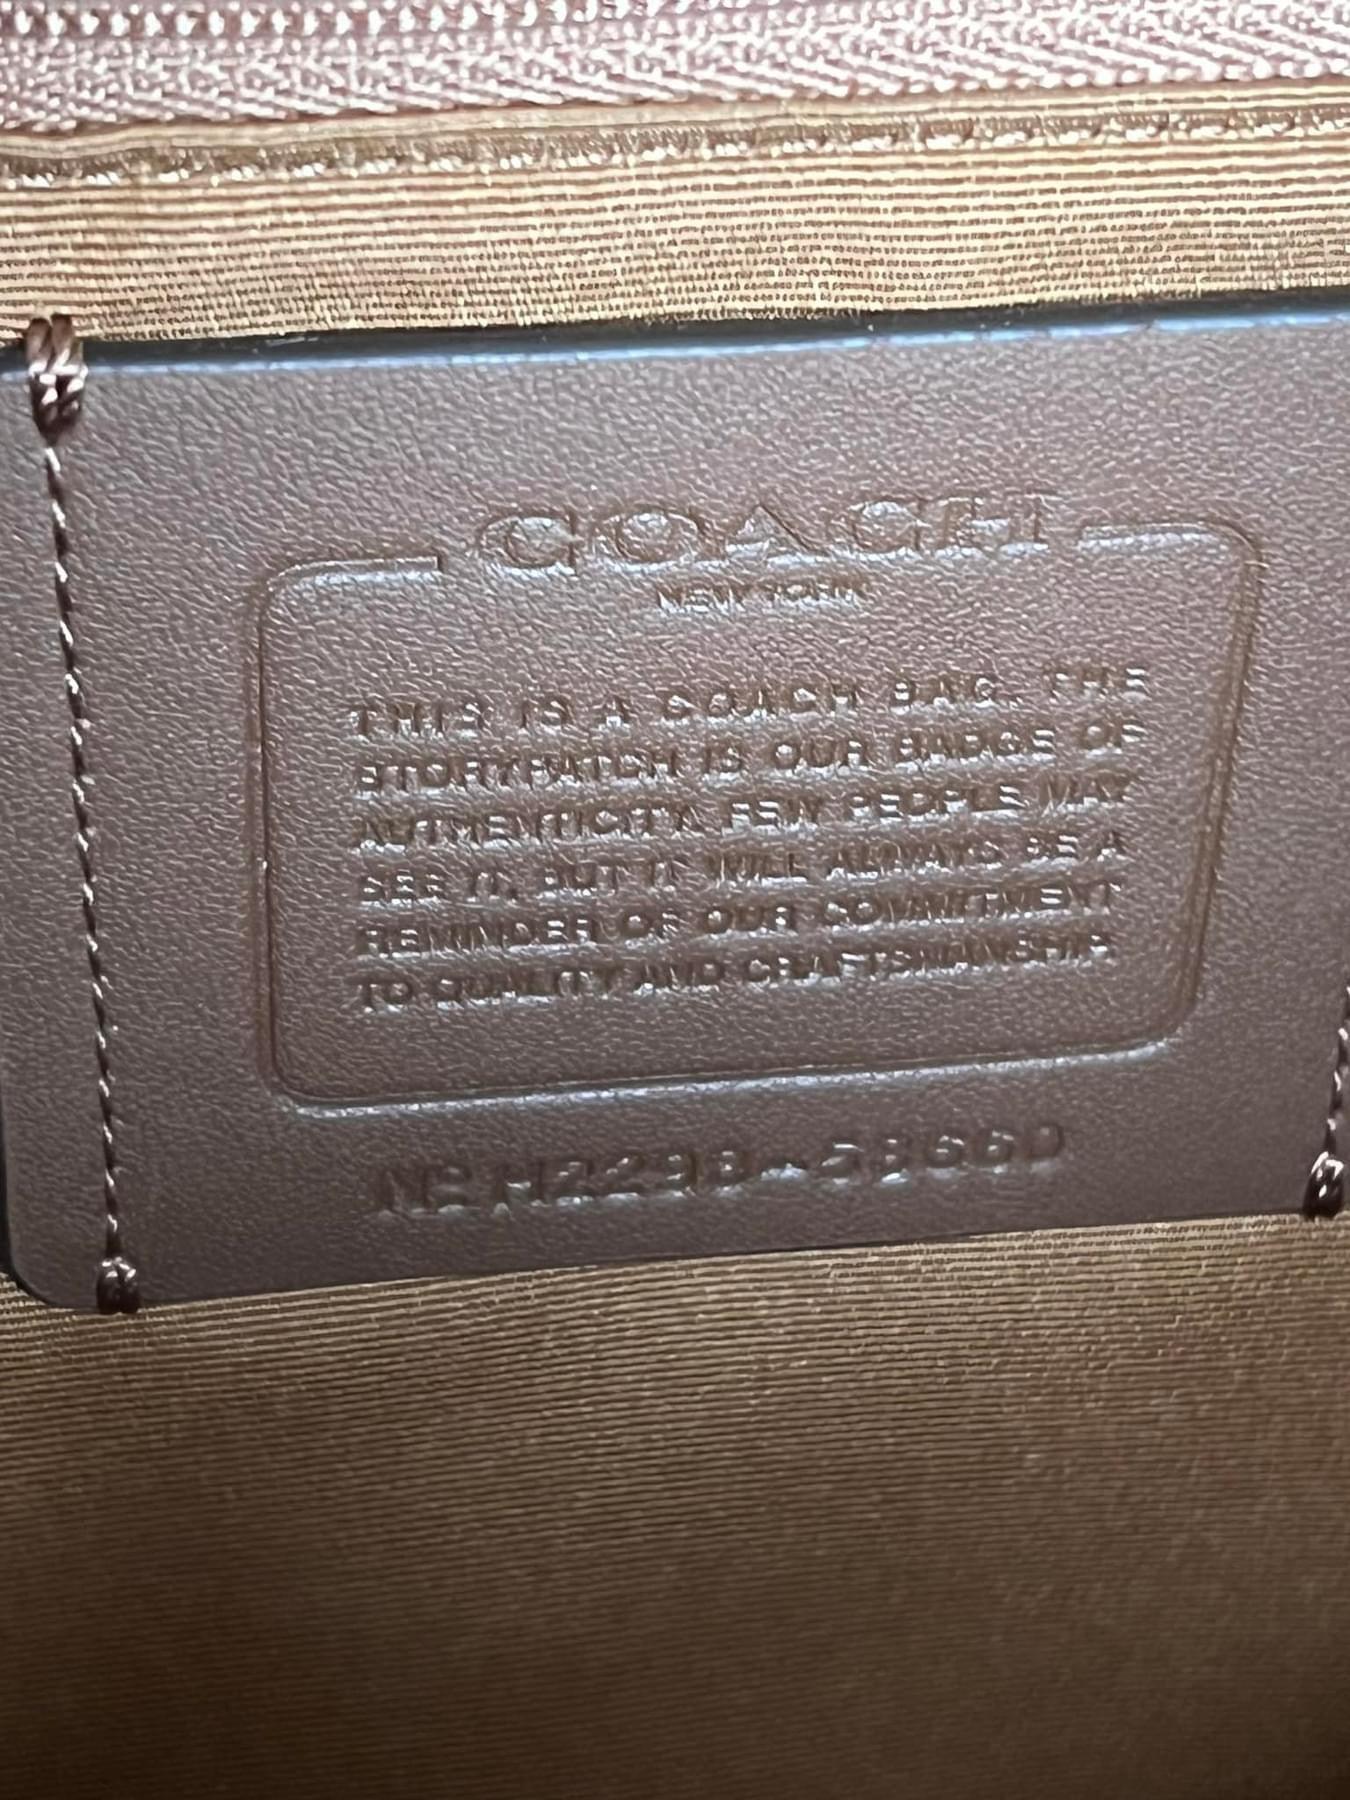 COACH
NEW YORK
THIS IS A COACH BAG. THE
STORYPATCH IS OUR BADGE OF
AUTHENTICITY. FEW PEOPLE MAY
SEE IT, BUT IT WILL ALWAYS BE A
REMINDER OF OUR COMMITMENT
TO QUALITY AND CRAFTSMANSHIP.
Nº